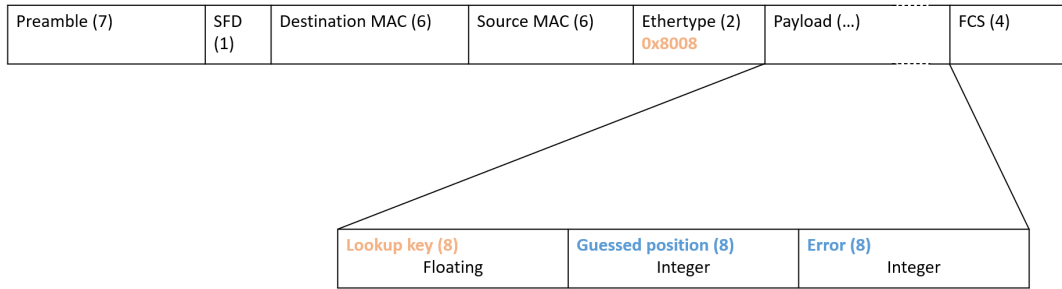 Preamble (7)
SFD
(1)
Destination MAC (6)
Source MAC (6)
Ethertype (2)
0x8008
Payload (...)
FCS (4)
Lookup key (8)
Floating
Guessed position (8)
Integer
Error (8)
Integer